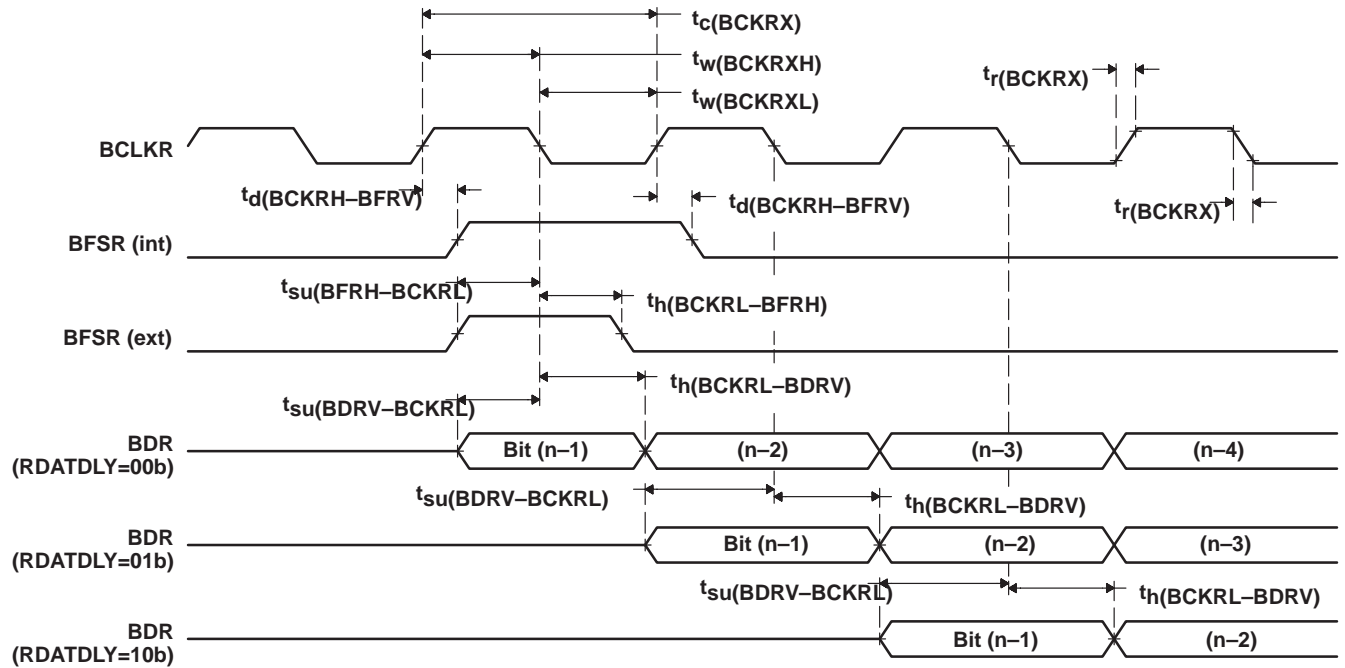 tc(BCKRX)
tw(BCKRXH)
tw(BCKRXL)
tr(BCKRX)
BCLKR
td(BCKRH–BFRV)
td(BCKRH–BFRV)
tr(BCKRX)
BFSR (int)
tsu(BFRH–BCKRL)
th(BCKRL–BFRH)
BFSR (ext)
th(BCKRL–BDRV)
tsu(BDRV–BCKRL)
BDR
(RDATDLY=00b)
Bit (n–1) (n–2) (n–3) (n–4)
tsu(BDRV–BCKRL)
th(BCKRL–BDRV)
BDR
(RDATDLY=01b)
Bit (n–1) (n–2) (n–3)
tsu(BDRV–BCKRL)
th(BCKRL–BDRV)
BDR
(RDATDLY=10b)
Bit (n–1) (n–2)